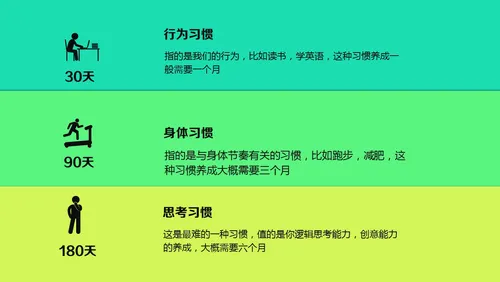 行为习惯
指的是我们的行为，比如读书，学英语，这种习惯养成一
般需要一个月
30天
身体习惯
指的是与身体节奏有关的习惯，比如跑步，减肥，这
种习惯养成大概需要三个月
90天
思考习惯
这是最难的一种习惯，值的是你逻辑思考能力，创意能力
的养成，大概需要六个月
180天